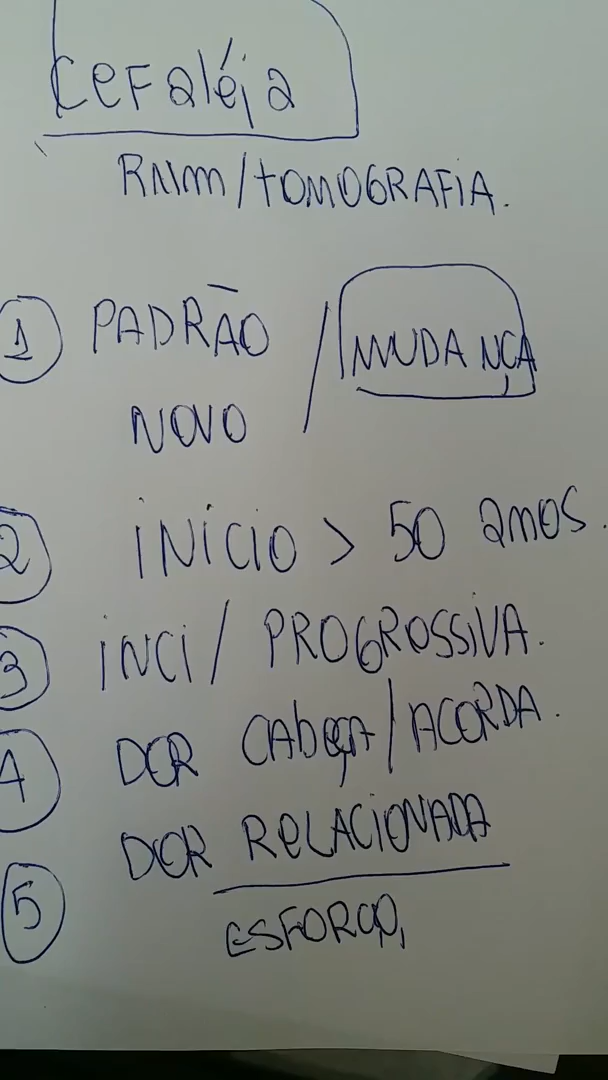 Cefaléia
RNM/TOMOGRAFIA.
1 PADRÃO / MUDANÇA
NOVO
2 INICIO > 50 anos.
3 INCI/ PROGROSSIVA.
4 DOR CABEÇA/ACORDA.
DOR RELACIONADA
5 ESFORÇO,